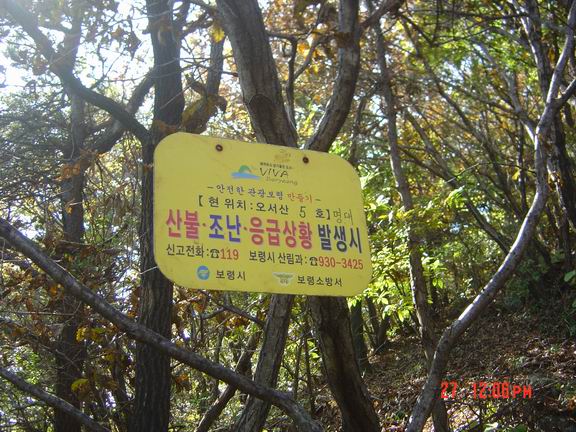 VIVA
Boryeong
- 안전한 관광보령 만들기 -
【 현 위치 : 오서산 5 호】명대
산불·조난·응급상황 발생시
신고전화 : ☎119 보령시 산림과 : ☎930-3425
보령시 보령소방서
27 12:06PM